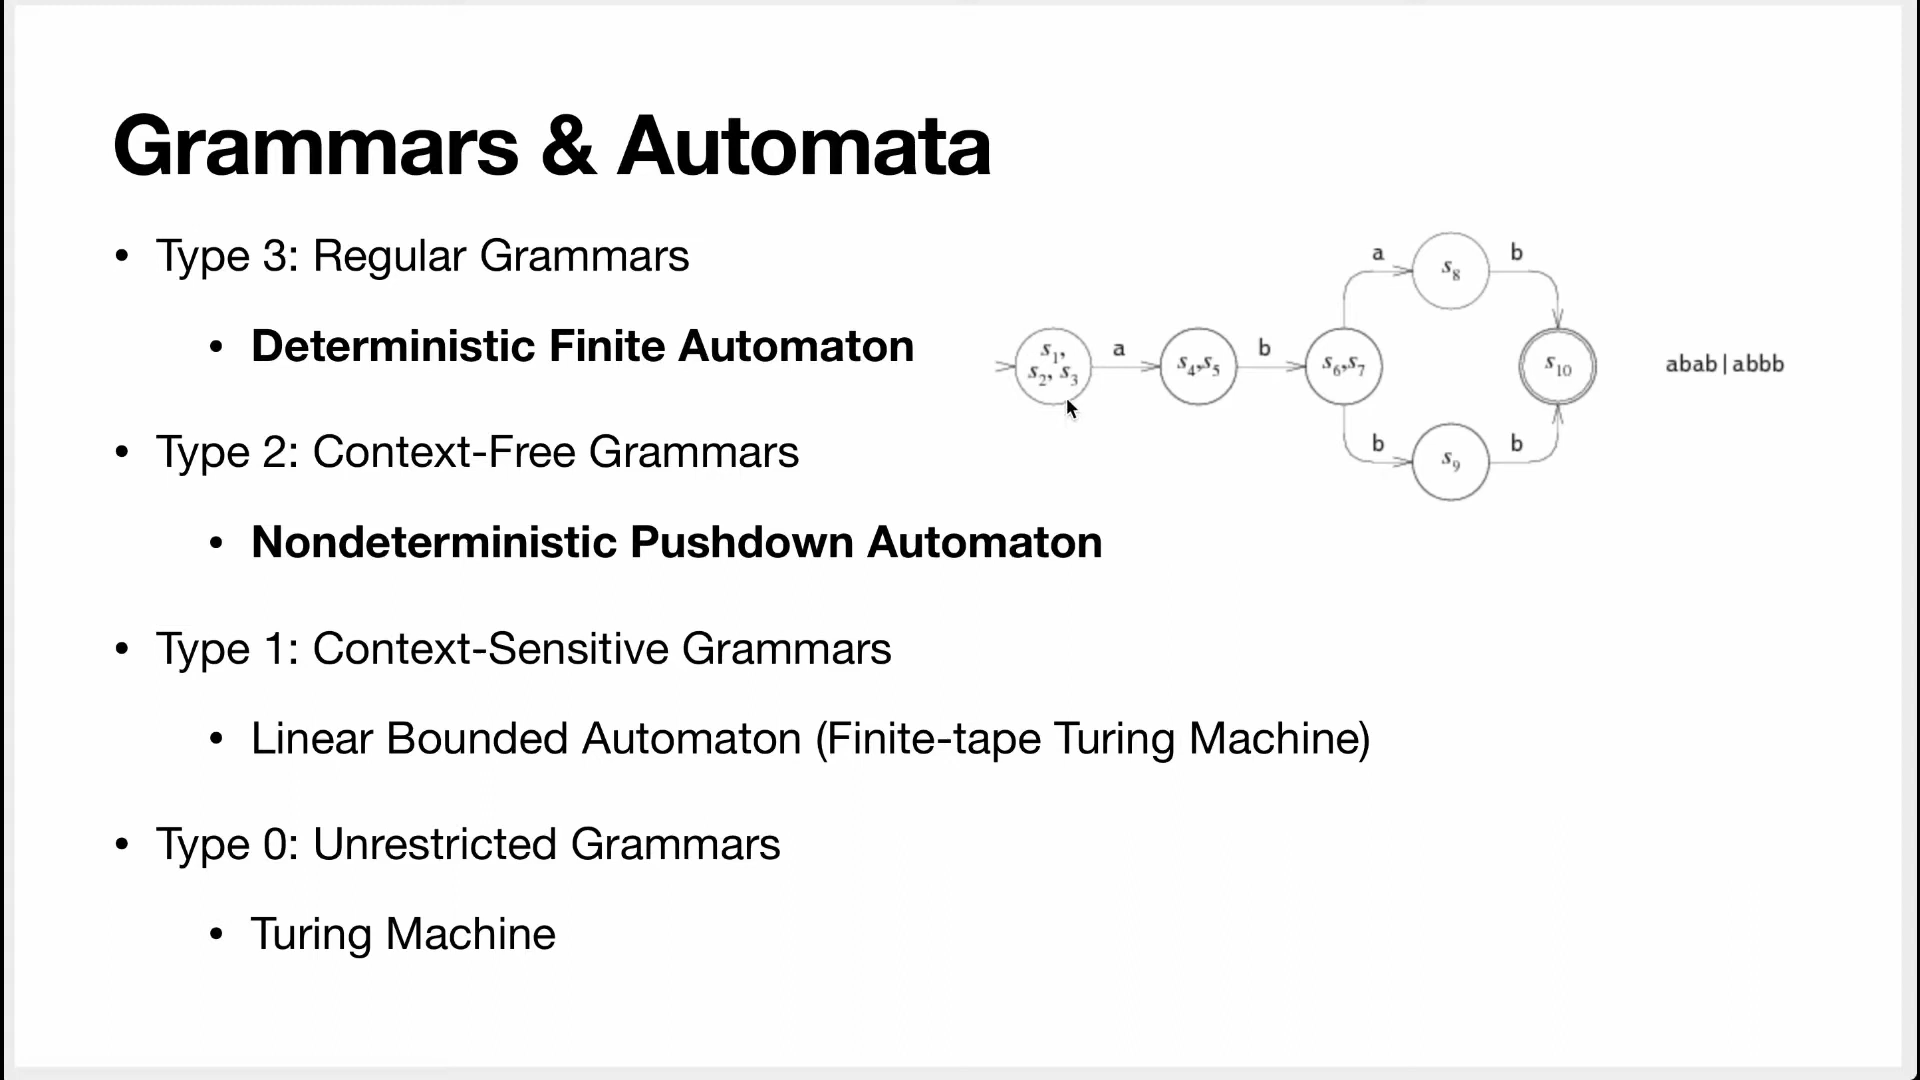 Grammars & Automata
• Type 3: Regular Grammars
• Deterministic Finite Automaton
• Type 2: Context-Free Grammars
• Nondeterministic Pushdown Automaton
• Type 1: Context-Sensitive Grammars
• Linear Bounded Automaton (Finite-tape Turing Machine)
• Type 0: Unrestricted Grammars
• Turing Machine
s1,
s2, s3
a
s4,s5
b
s6,s7
a
s8
b
b
s9
b
s10
abab|abbb